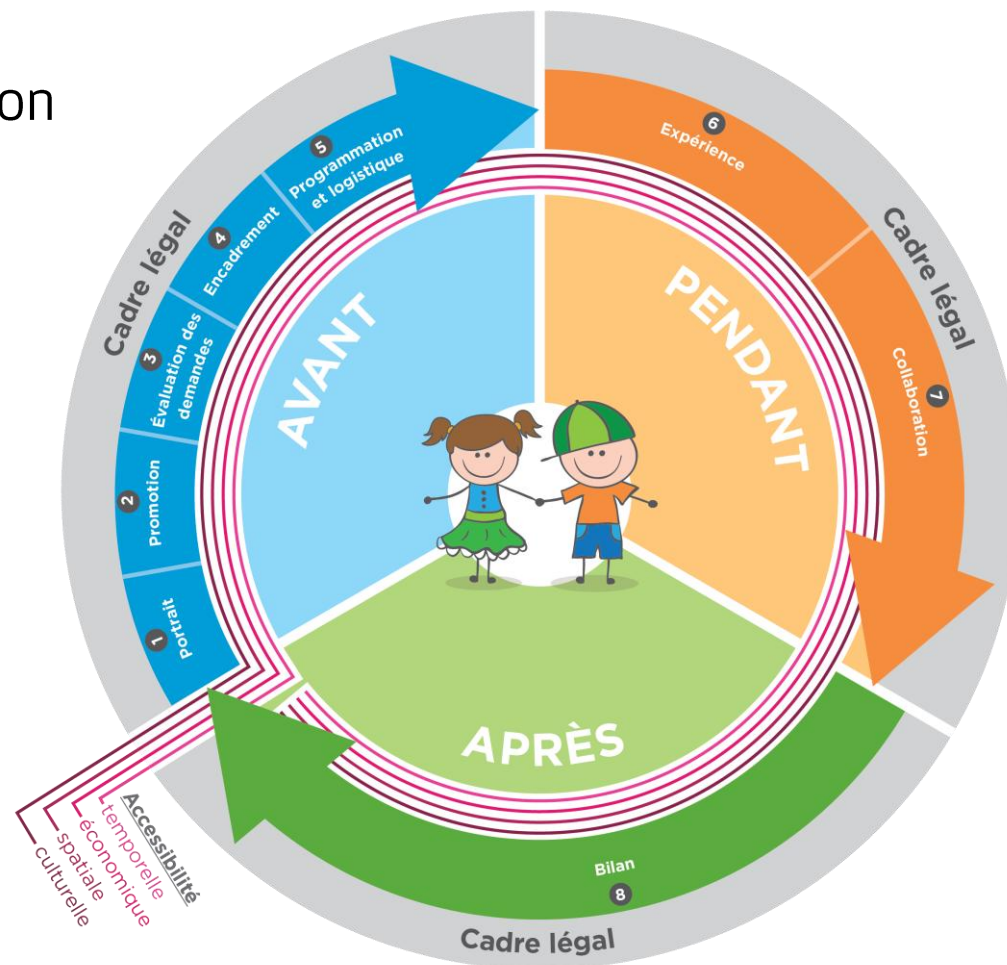 on
Cadre légal
AVANT
1
Portrait
2
Promotion
3
Évaluation des
demandes
4
Encadrement
5
Programmation
et logistique
Cadre légal
PENDANT
6
Expérience
7
Collaboration
Cadre légal
APRÈS
Bilan
8
Accessibilité
temporelle
économique
spatiale
culturelle